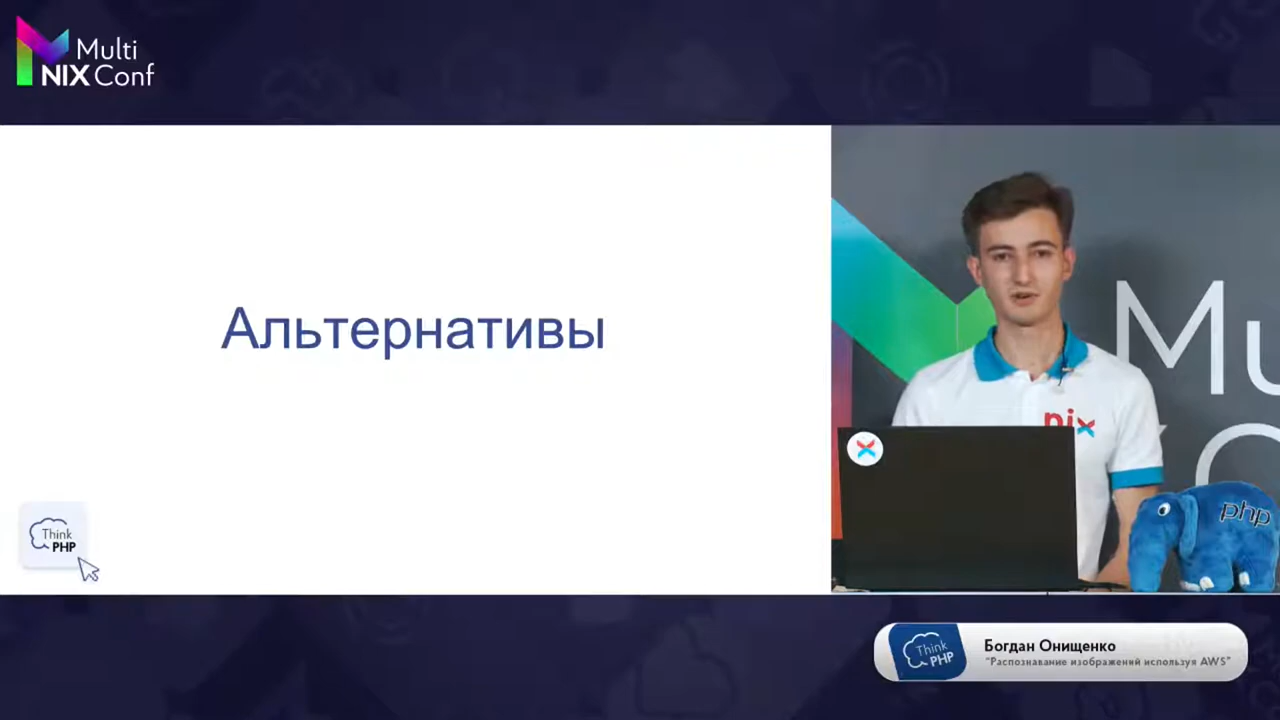 Multi
NIX Conf
Альтернативы
Think
PHP
Mu
nix
php
Think
PHP
Богдан Онищенко
"Распознавание изображений используя AWS"